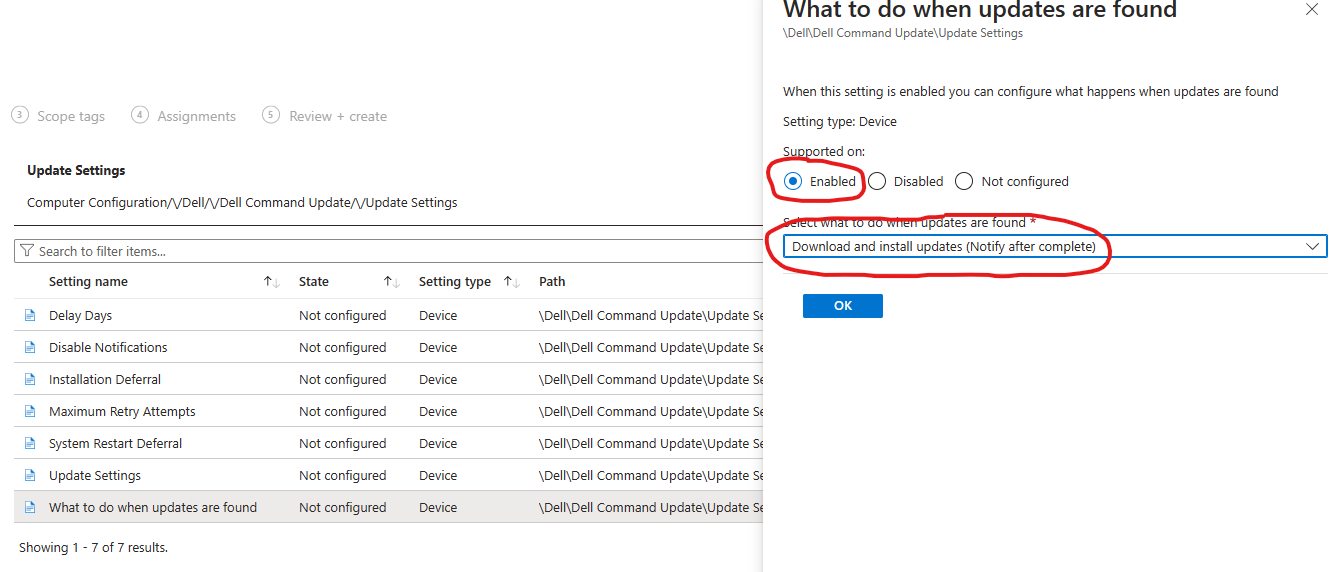 What to do when updates are found
\Dell\Dell Command Update\Update Settings
When this setting is enabled you can configure what happens when updates are found
Setting type: Device
Supported on:
Enabled Disabled Not configured
Select what to do when updates are found *
Download and install updates (Notify after complete)
OK
3 Scope tags 4 Assignments 5 Review + create
Update Settings
Computer Configuration/\/Dell/\/Dell Command Update/\/Update Settings
Search to filter items...
Setting name State Setting type Path
Delay Days Not configured Device \Dell\Dell Command Update\Update Se
Disable Notifications Not configured Device \Dell\Dell Command Update\Update Se
Installation Deferral Not configured Device \Dell\Dell Command Update\Update Se
Maximum Retry Attempts Not configured Device \Dell\Dell Command Update\Update Se
System Restart Deferral Not configured Device \Dell\Dell Command Update\Update Se
Update Settings Not configured Device \Dell\Dell Command Update\Update Se
What to do when updates are found Not configured Device \Dell\Dell Command Update\Update Se
Showing 1 - 7 of 7 results.